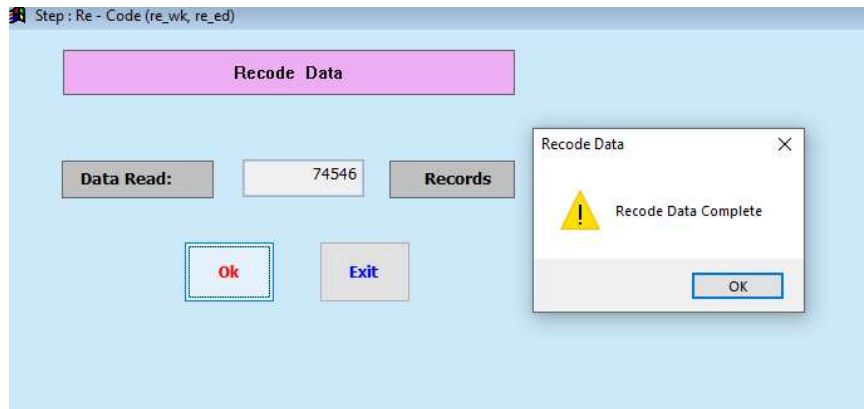 Step : Re - Code (re_wk, re_ed)
Recode Data
Recode Data
Data Read:
74546
Records
Recode Data Complete
Ok
Exit
OK